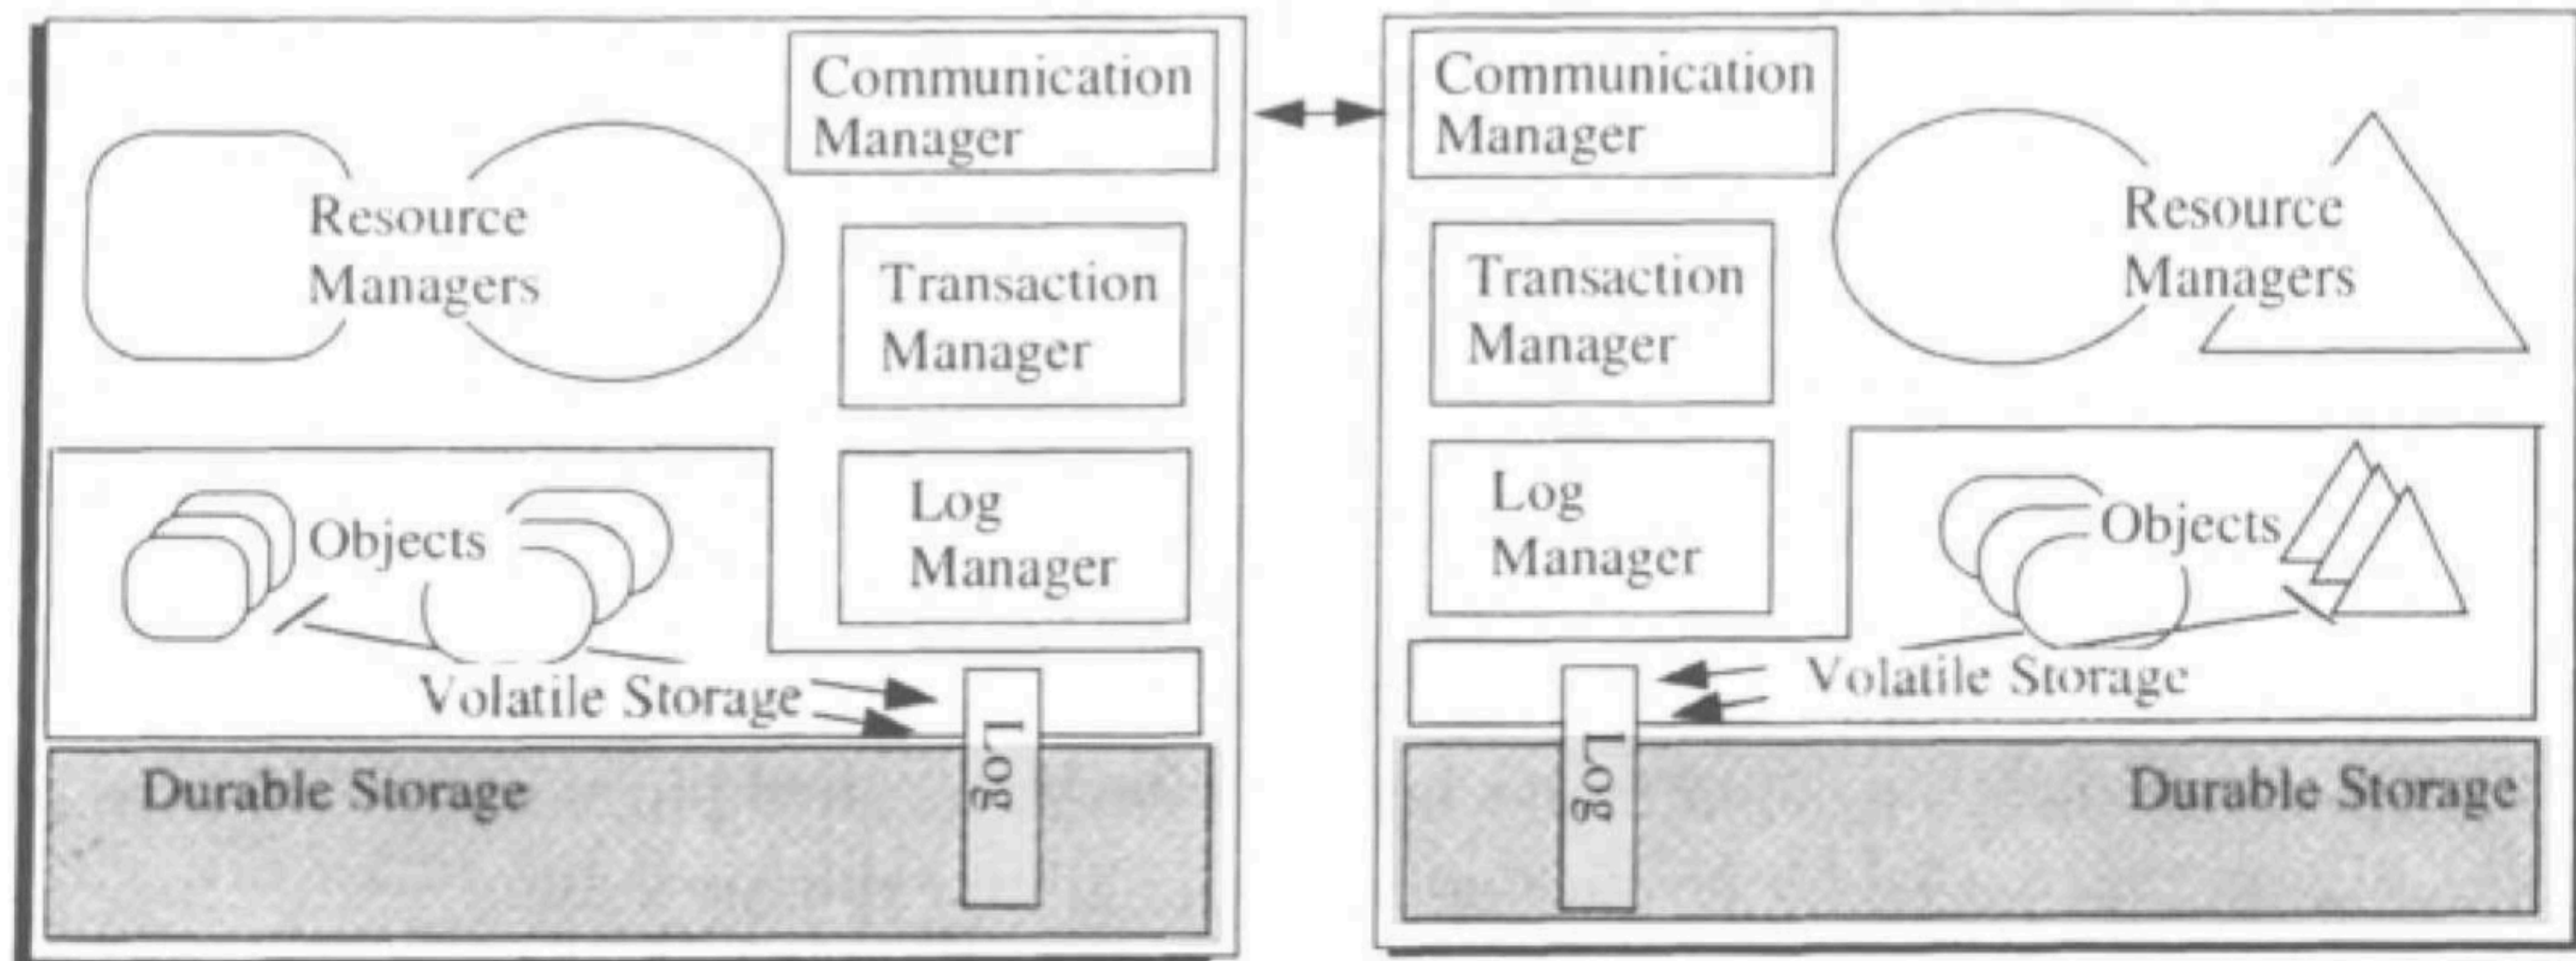 Communication
Manager
Resource
Managers
Transaction
Manager
Objects
Log
Manager
Volatile Storage
Log
Durable Storage
Communication
Manager
Resource
Managers
Transaction
Manager
Log
Manager
Objects
Volatile Storage
Log
Durable Storage